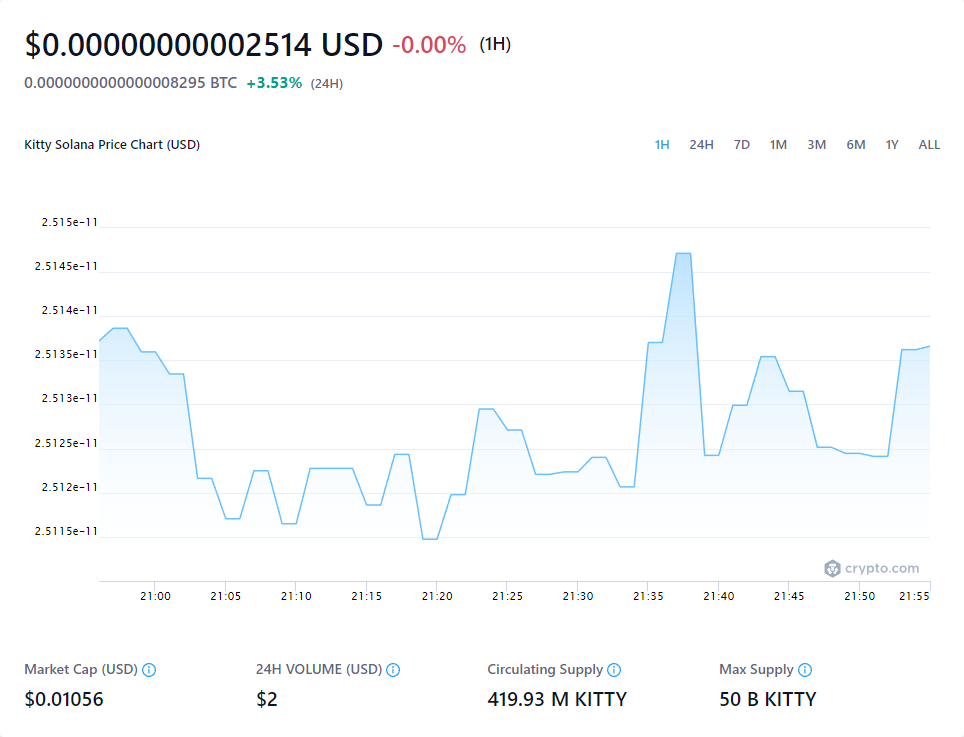 $0.00000000002514 USD -0.00% (1H)
0.0000000000000008295 BTC +3.53% (24H)
Kitty Solana Price Chart (USD) 1H 24H 7D 1M 3M 6M 1Y ALL
2.515e-11
2.5145e-11
2.514e-11
2.5135e-11
2.513e-11
2.5125e-11
2.512e-11
2.5115e-11
crypto.com
21:00 21:05 21:10 21:15 21:20 21:25 21:30 21:35 21:40 21:45 21:50 21:55
Market Cap (USD) 24H VOLUME (USD) Circulating Supply Max Supply
$0.01056 $2 419.93 M KITTY 50 B KITTY